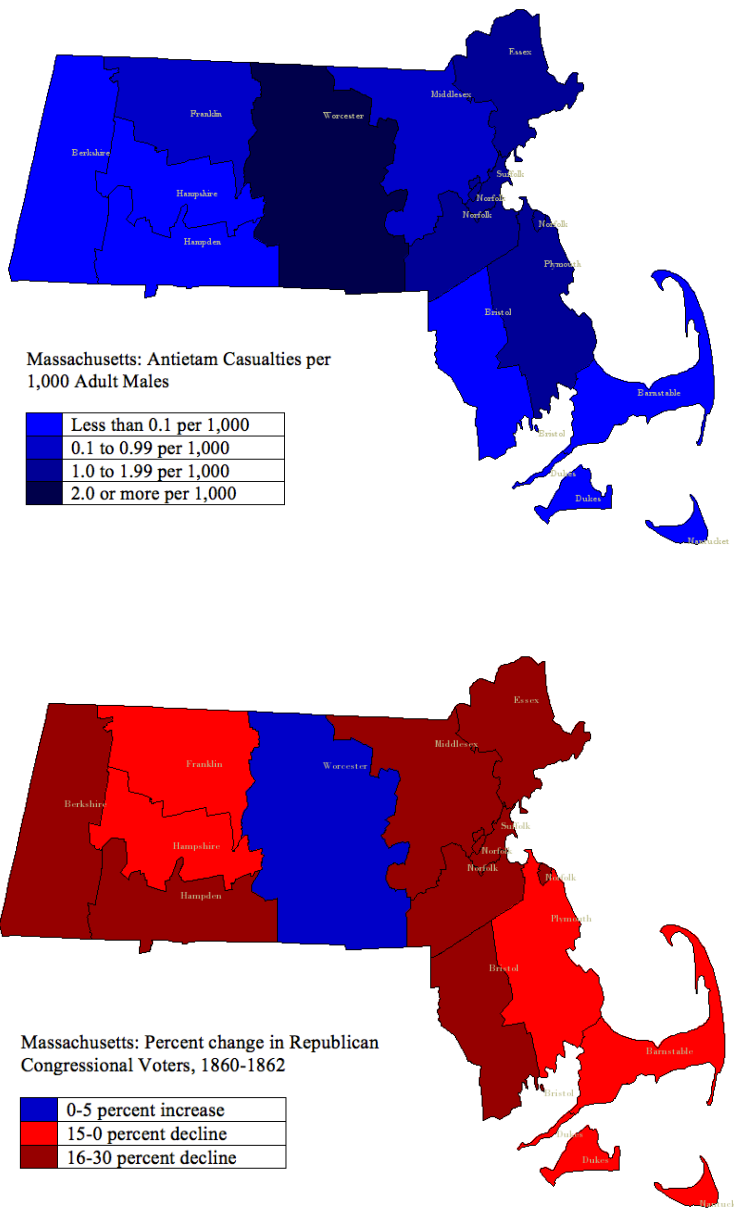 Essex
Middlesex
Franklin
Worcester
Berkshire
Suffolk
Hampshire
Norfolk
Norfolk
Norfolk
Hampden
Plymouth
Bristol
Massachusetts: Antietam Casualties per
1,000 Adult Males
Barnstable
Less than 0.1 per 1,000
Bristol
0.1 to 0.99 per 1,000
1.0 to 1.99 per 1,000
Dukes
2.0 or more per 1,000
Dukes
Nantucket
Essex
Middlesex
Franklin
Worcester
Berkshire
Suffolk
Hampshire
Norfolk
Norfolk
Norfolk
Hampden
Plymouth
Bristol
Massachusetts: Percent change in Republican
Congressional Voters, 1860-1862
Barnstable
Bristol
0-5 percent increase
15-0 percent decline
Dukes
16-30 percent decline
Dukes
Nantuck